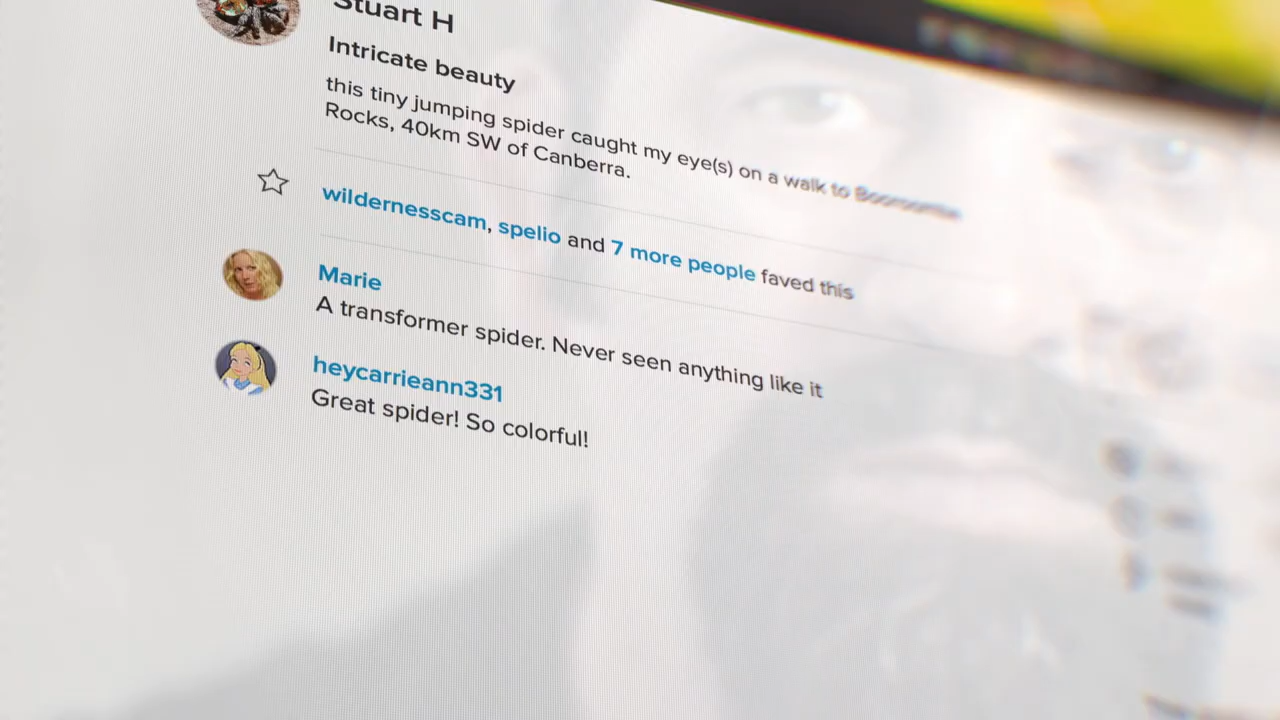 Stuart H
Intricate beauty
this tiny jumping spider caught my eye(s) on a walk to
Rocks, 40km SW of Canberra.
wildernesscam, spelio and 7 more people faved this
Marie
A transformer spider. Never seen anything like it
heycarrieann331
Great spider! So colorful!